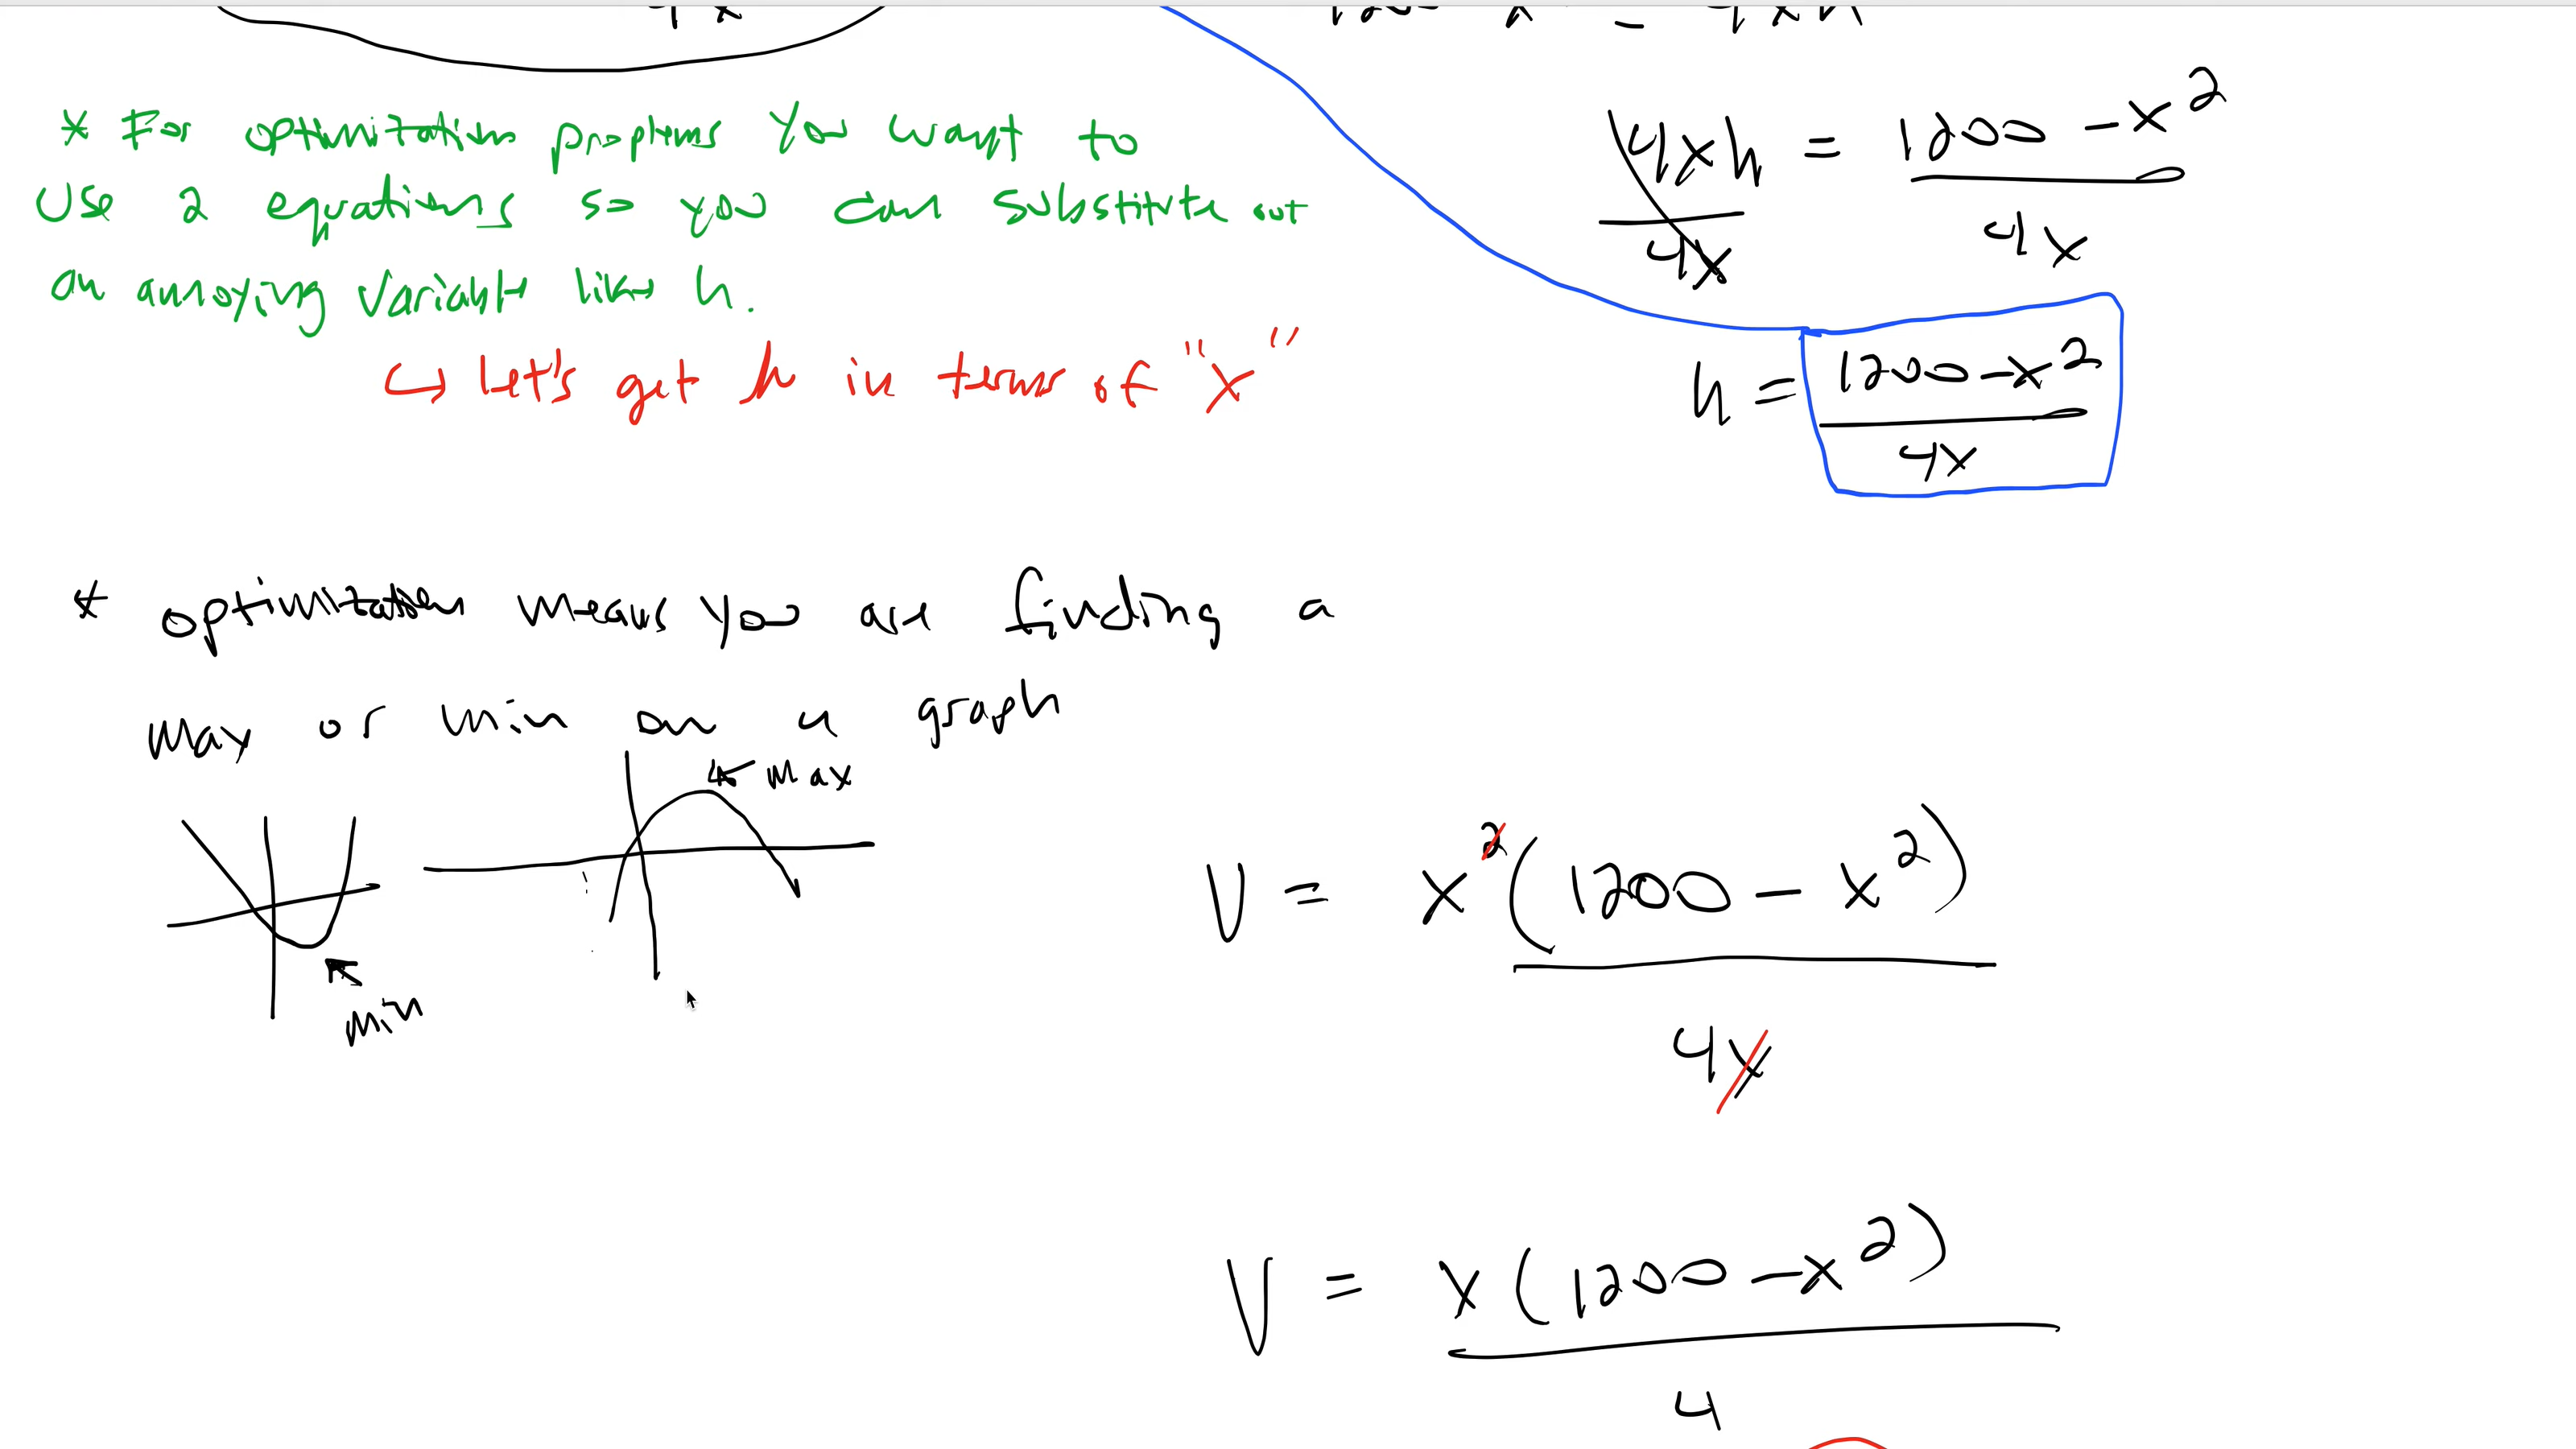 * For optimization problems you want to
use 2 equations so you can substitute out
an annoying variable like h.
↳ Let's get h in terms of "x"
4xh = 1200 - x²
4x 4x
h = 1200 - x²
4x
* optimization means you are finding a
max or min on a graph
max
min
V = x²(1200 - x²)
4x
V = x(1200 - x²)
4